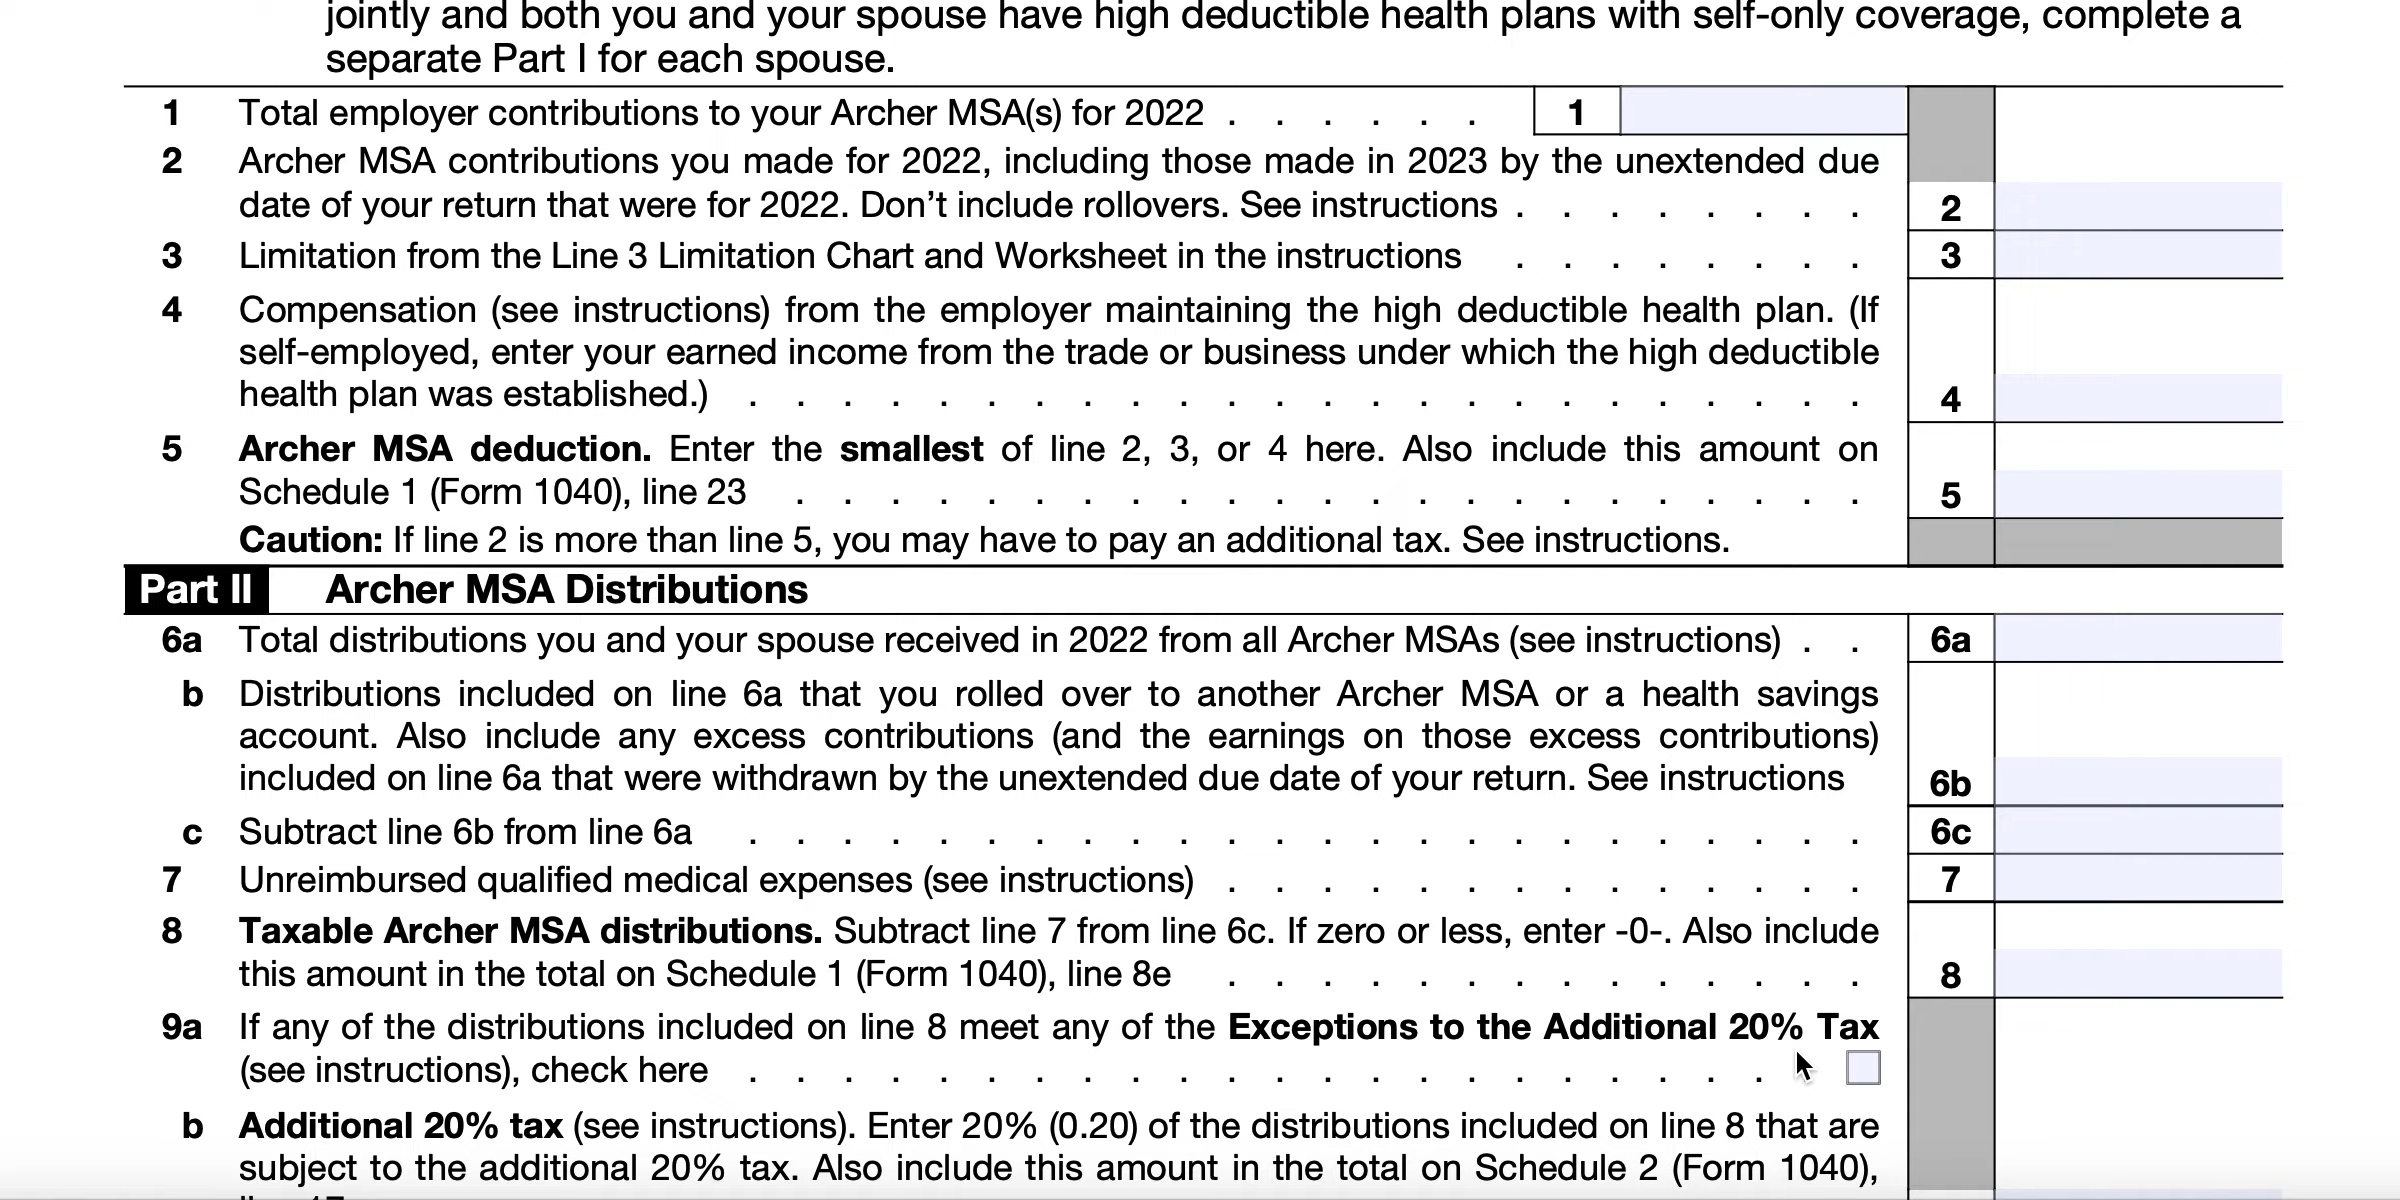 jointly and both you and your spouse have high deductible health plans with self-only coverage, complete a
separate Part I for each spouse.
1 Total employer contributions to your Archer MSA(s) for 2022 . . . . . . 1
2 Archer MSA contributions you made for 2022, including those made in 2023 by the unextended due
date of your return that were for 2022. Don’t include rollovers. See instructions . . . . . . . . 2
3 Limitation from the Line 3 Limitation Chart and Worksheet in the instructions . . . . . . . . 3
4 Compensation (see instructions) from the employer maintaining the high deductible health plan. (If
self-employed, enter your earned income from the trade or business under which the high deductible
health plan was established.) . . . . . . . . . . . . . . . . . . . . . . . . 4
5 Archer MSA deduction. Enter the smallest of line 2, 3, or 4 here. Also include this amount on
Schedule 1 (Form 1040), line 23 . . . . . . . . . . . . . . . . . . . . . . . 5
Caution: If line 2 is more than line 5, you may have to pay an additional tax. See instructions.
Part II Archer MSA Distributions
6a Total distributions you and your spouse received in 2022 from all Archer MSAs (see instructions) . . 6a
b Distributions included on line 6a that you rolled over to another Archer MSA or a health savings
account. Also include any excess contributions (and the earnings on those excess contributions)
included on line 6a that were withdrawn by the unextended due date of your return. See instructions 6b
c Subtract line 6b from line 6a . . . . . . . . . . . . . . . . . . . . . . . . 6c
7 Unreimbursed qualified medical expenses (see instructions) . . . . . . . . . . . . . . 7
8 Taxable Archer MSA distributions. Subtract line 7 from line 6c. If zero or less, enter -0-. Also include
this amount in the total on Schedule 1 (Form 1040), line 8e . . . . . . . . . . . . . . 8
9a If any of the distributions included on line 8 meet any of the Exceptions to the Additional 20% Tax
(see instructions), check here . . . . . . . . . . . . . . . . . . . . . .
b Additional 20% tax (see instructions). Enter 20% (0.20) of the distributions included on line 8 that are
subject to the additional 20% tax. Also include this amount in the total on Schedule 2 (Form 1040),